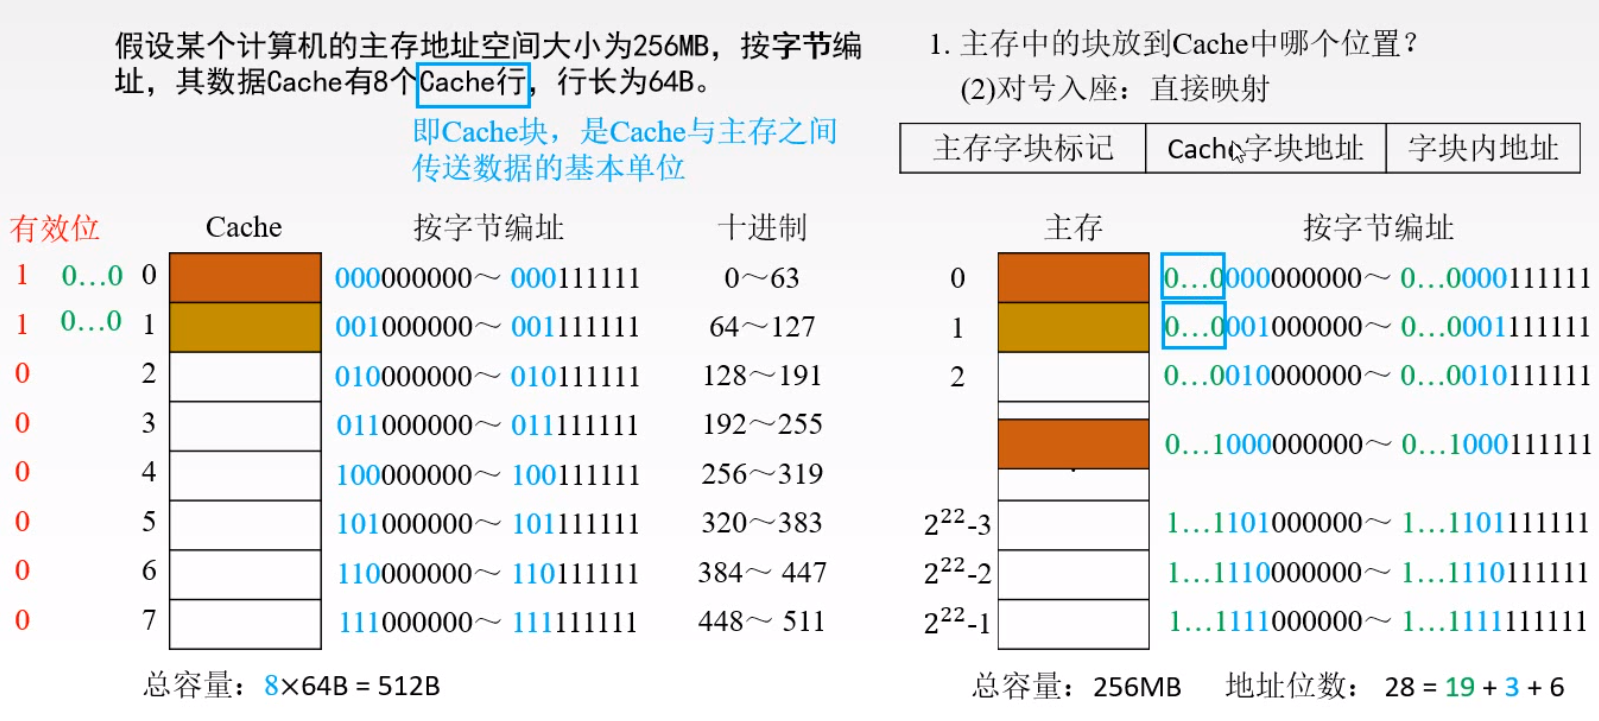 假设某个计算机的主存地址空间大小为256MB，按字节编
址，其数据Cache有8个Cache行，行长为64B。
即Cache块，是Cache与主存之间
传送数据的基本单位
1. 主存中的块放到Cache中哪个位置？
(2)对号入座：直接映射
主存字块标记 Cache字块地址 字块内地址
有效位 Cache 按字节编址 十进制 主存 按字节编址
1 0…0 0 000000000～ 000111111 0～63 0 0…0000000000～ 0…0000111111
1 0…0 1 001000000～ 001111111 64～127 1 0…0001000000～ 0…0001111111
0 2 010000000～ 010111111 128～191 2 0…0010000000～ 0…0010111111
0 3 011000000～ 011111111 192～255
0…1000000000～ 0…1000111111
0 4 100000000～ 100111111 256～319
0 5 101000000～ 101111111 320～383 2²²-3 1…1101000000～ 1…1101111111
0 6 110000000～ 110111111 384～ 447 2²²-2 1…1110000000～ 1…1110111111
0 7 111000000～ 111111111 448～ 511 2²²-1 1…1111000000～ 1…1111111111
总容量：8×64B = 512B 总容量：256MB 地址位数： 28 = 19 + 3 + 6